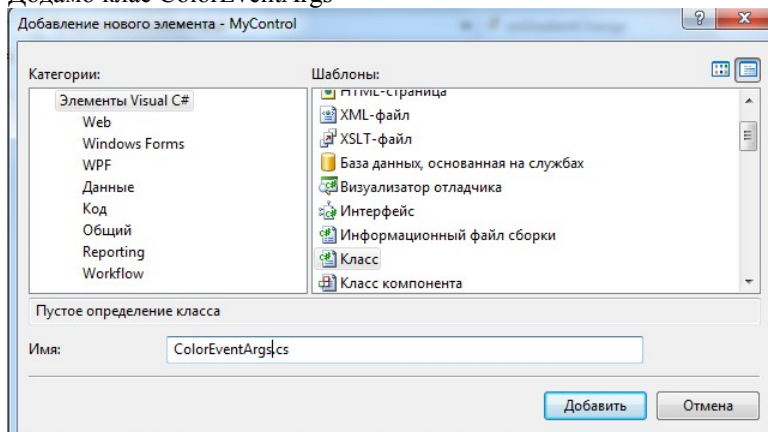 Додамо клас ColorEventArgs
Добавление нового элемента - MyControl
Категории:
Шаблоны:
Элементы Visual C#
Web
Windows Forms
WPF
Данные
Код
Общий
Reporting
Workflow
HTML-страница
XML-файл
XSLT-файл
База данных, основанная на службах
Визуализатор отладчика
Интерфейс
Информационный файл сборки
Класс
Класс компонента
Пустое определение класса
Имя:
ColorEventArgs.cs
Добавить
Отмена